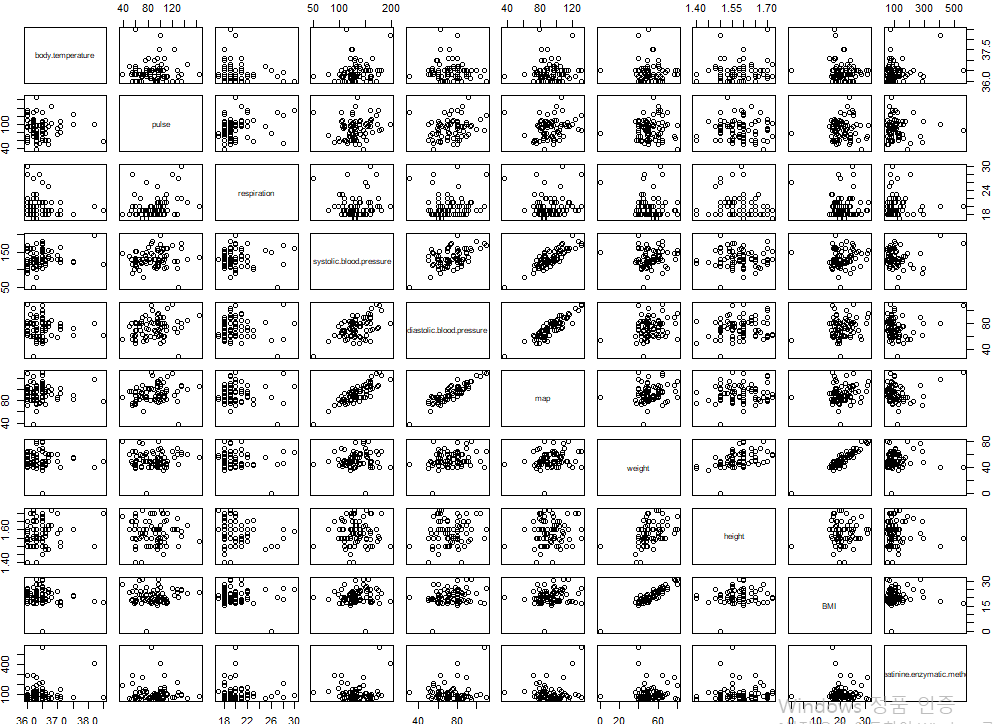 40 80 120 50 100 200 40 80 120 1.40 1.55 1.70 100 300 500
body.temperature
36.0 37.5
40 100
pulse
respiration
18 24 30
50 150
systolic.blood.pressure
diastolic.blood.pressure
40 80
40 80
map
weight
0 40 80
1.40 1.60
height
BMI
0 15 30
100 400
satinine.enzymatic.meth
Windows 정품 인증
36.0 37.0 38.0 18 22 26 30 40 80 0 20 60 0 10 20 30